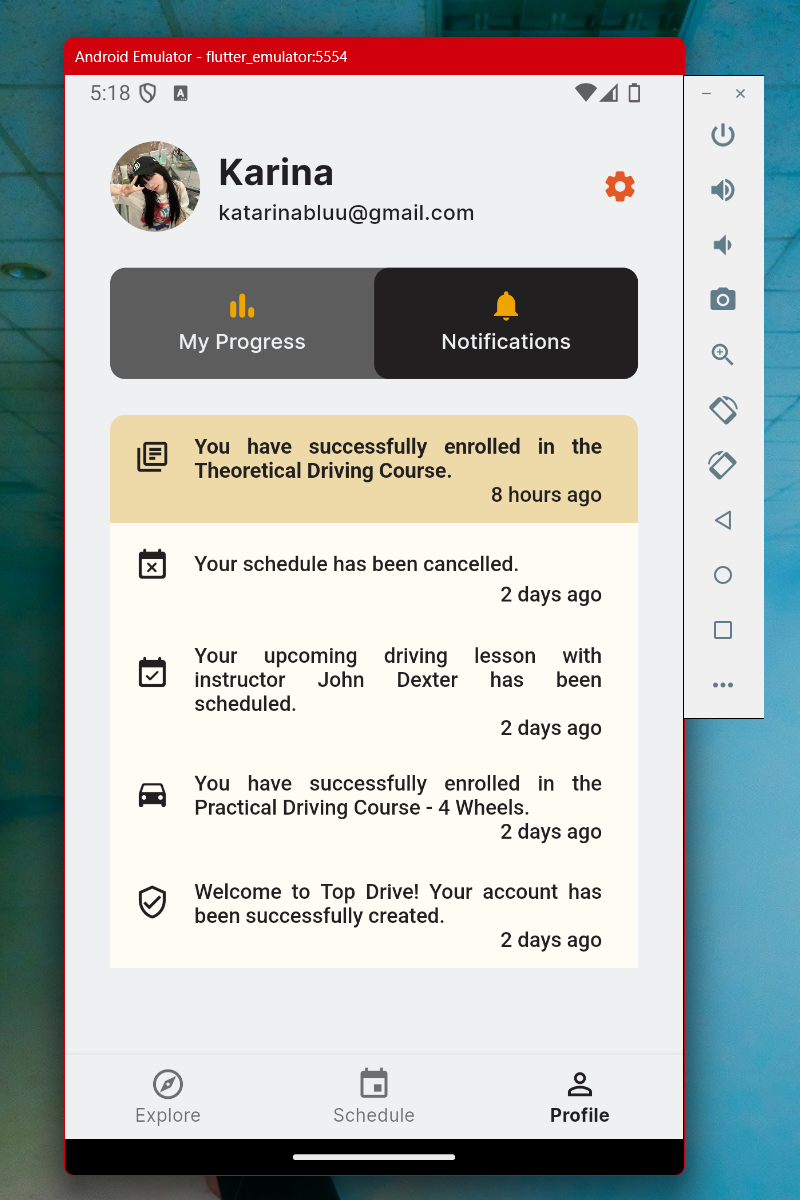 Android Emulator - flutter_emulator:5554
5:18
A
Karina
katarinabluu@gmail.com
My Progress
Notifications
You have successfully enrolled in the
Theoretical Driving Course.
8 hours ago
Your schedule has been cancelled.
2 days ago
Your upcoming driving lesson with
instructor John Dexter has been
scheduled.
2 days ago
You have successfully enrolled in the
Practical Driving Course - 4 Wheels.
2 days ago
Welcome to Top Drive! Your account has
been successfully created.
2 days ago
Explore
Schedule
Profile